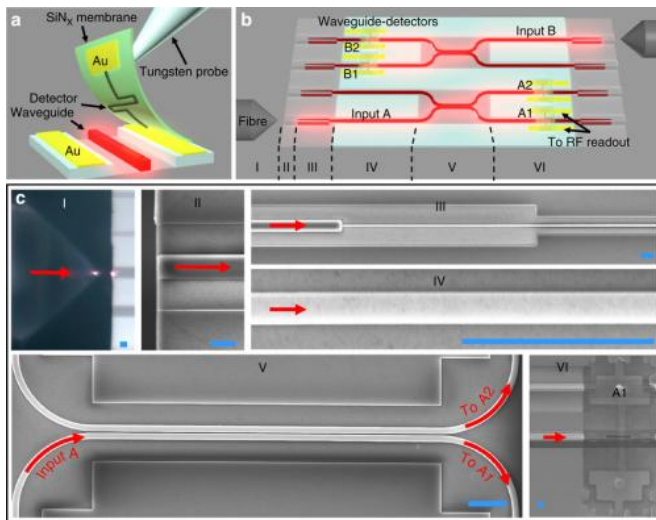 a
SiNx membrane
Au
Tungsten probe
Detector
Waveguide
Au
b
Waveguide-detectors
B2
B1
Input B
A2
A1
Input A
Fibre
To RF readout
I
II
III
IV
V
VI
c
I
II
III
IV
V
Input A
To A2
To A1
VI
A1